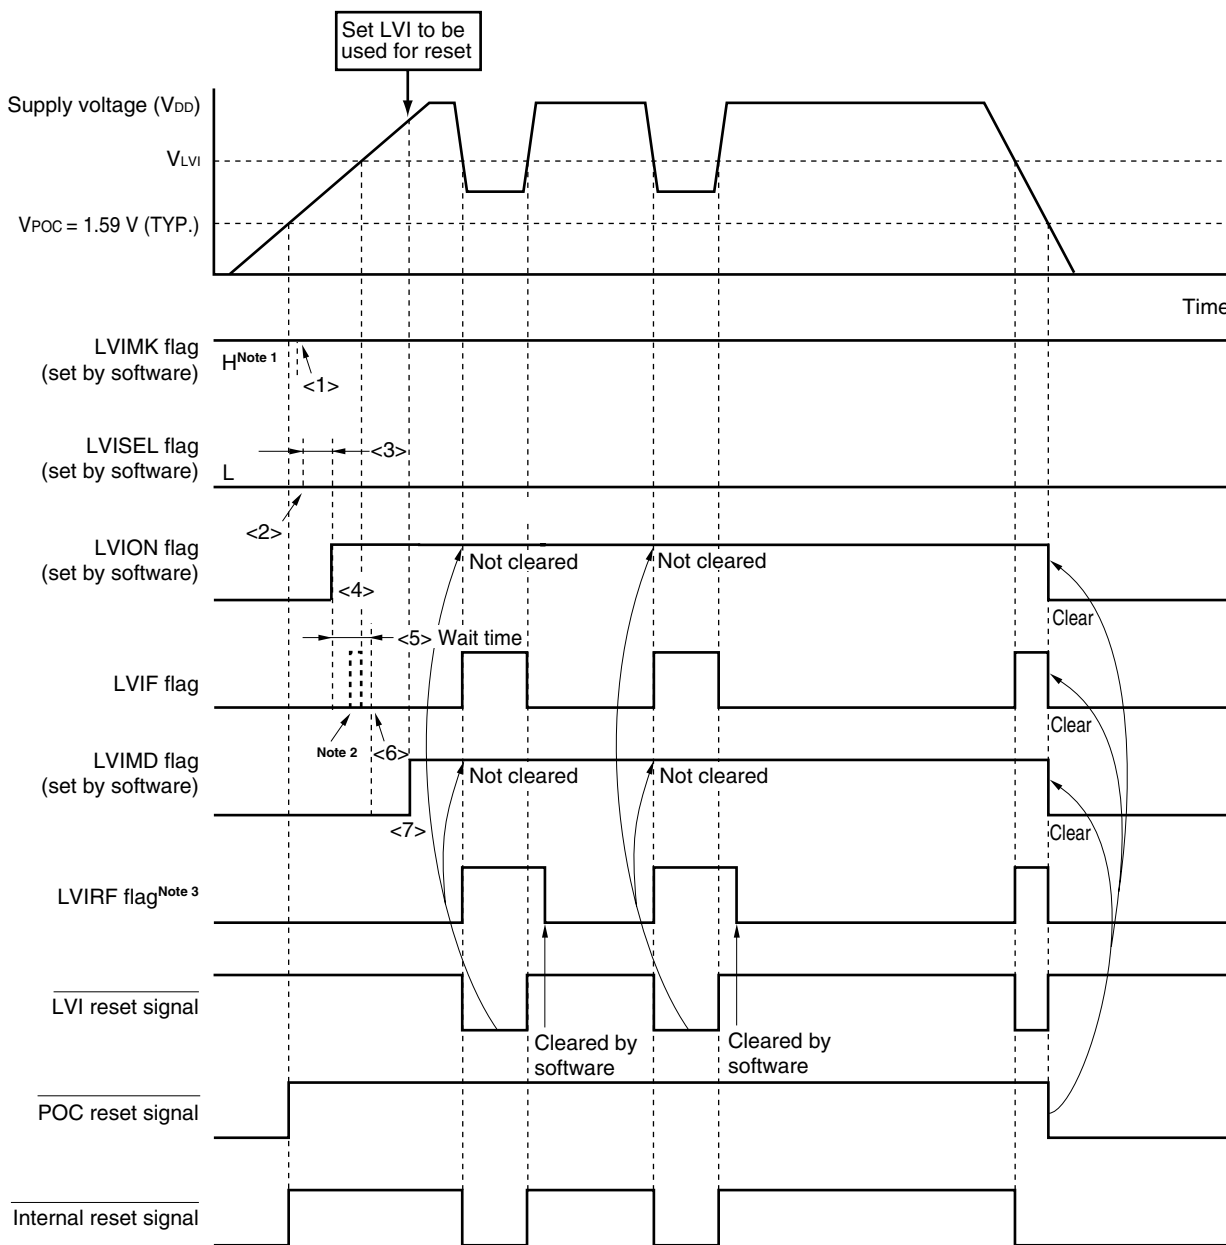 Set LVI to be
used for reset
Supply voltage (VDD)
VLVI
VPOC = 1.59 V (TYP.)
Time
LVIMK flag
(set by software)
H Note 1
<1>
LVISEL flag
(set by software)
<3>
L
<2>
LVION flag
(set by software)
Not cleared
Not cleared
<4>
Clear
<5> Wait time
LVIF flag
Clear
Note 2
<6>
LVIMD flag
(set by software)
Not cleared
Not cleared
<7>
Clear
LVIRF flag Note 3
LVI reset signal
Cleared by
software
Cleared by
software
POC reset signal
Internal reset signal